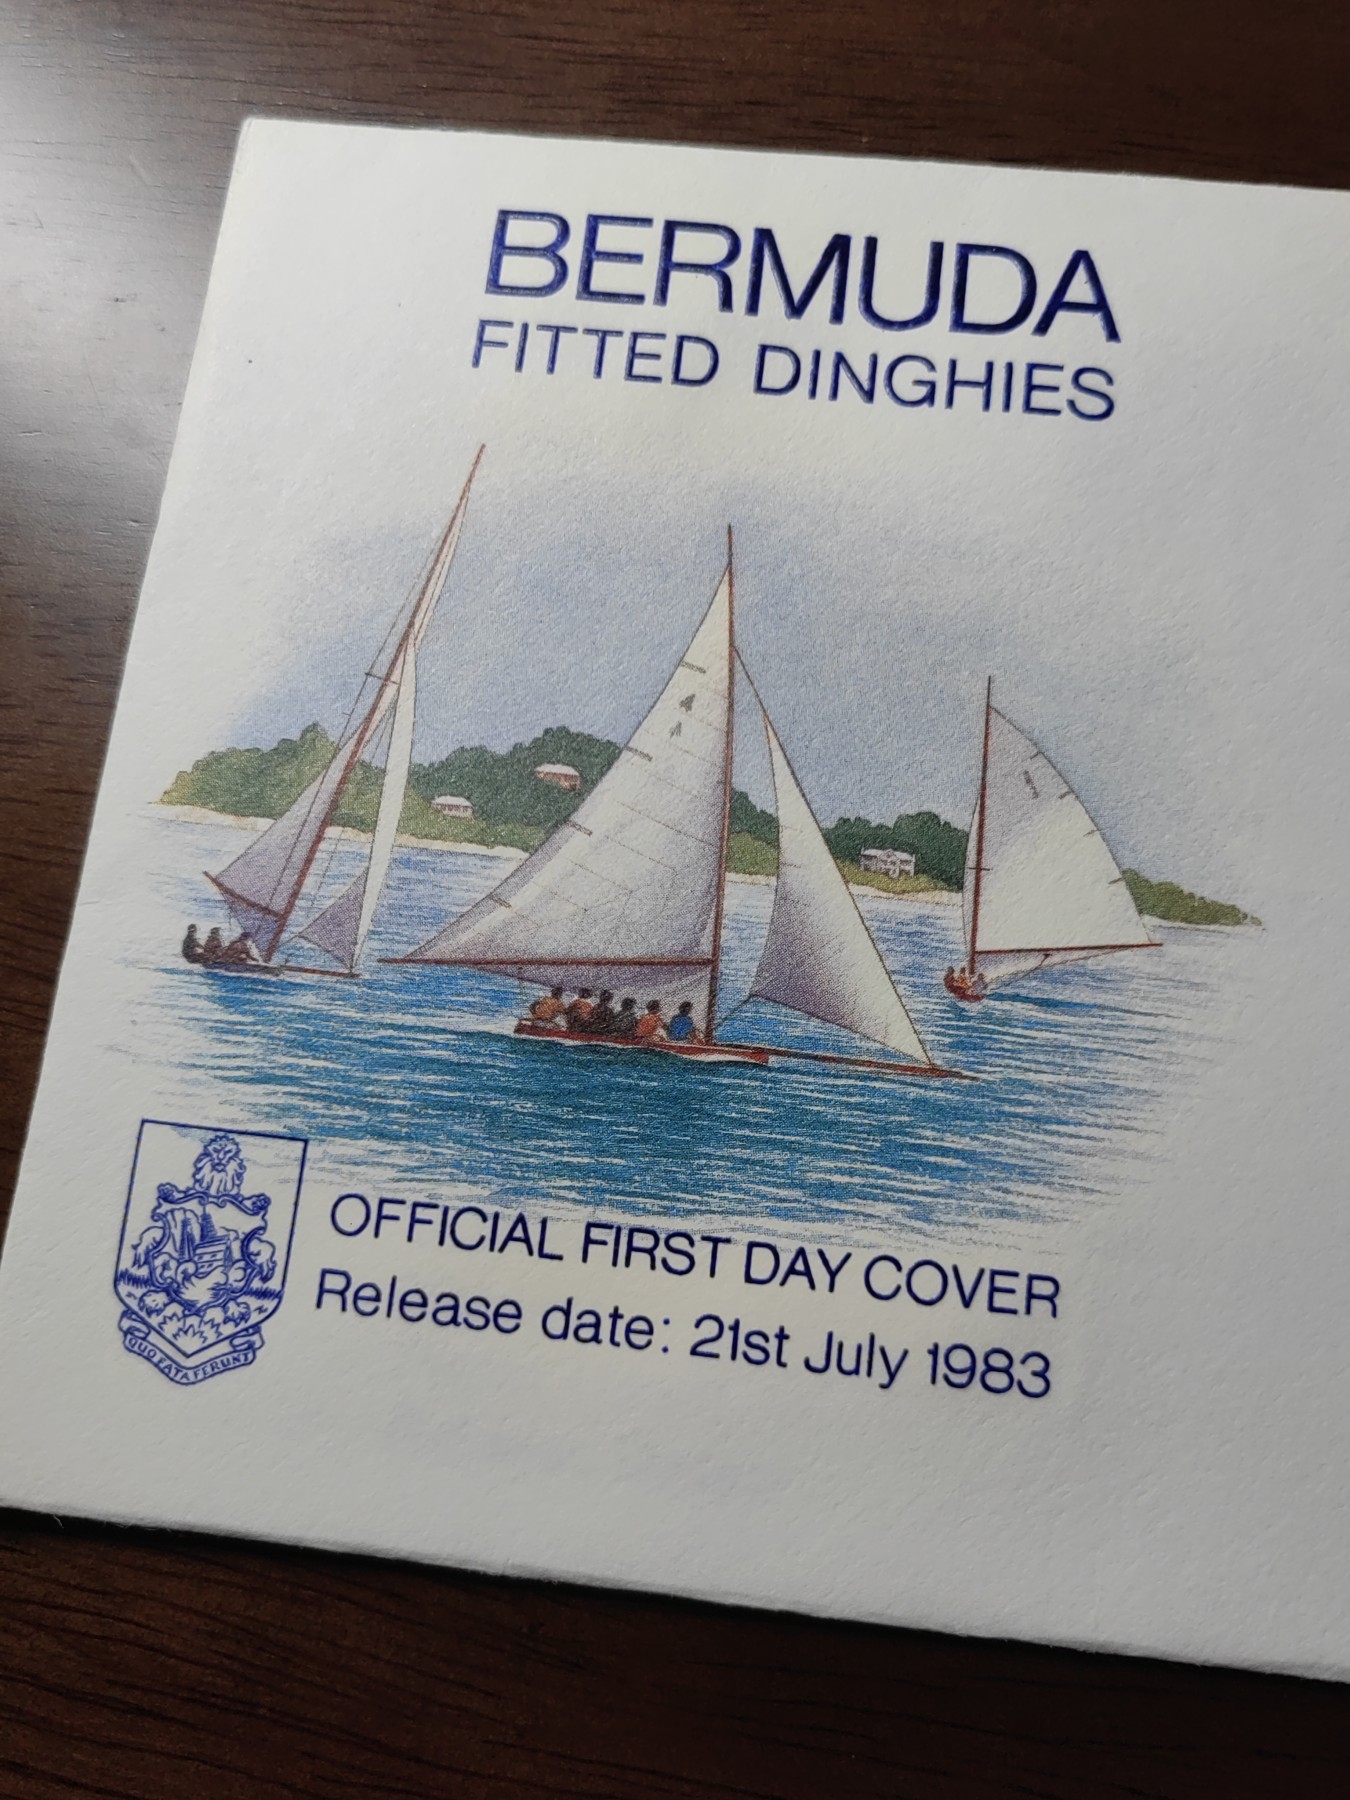 BERMUDA
FITTED DINGHIES
OFFICIAL FIRST DAY COVER
Release date: 21st July 1983
QUO FATA FERUNT